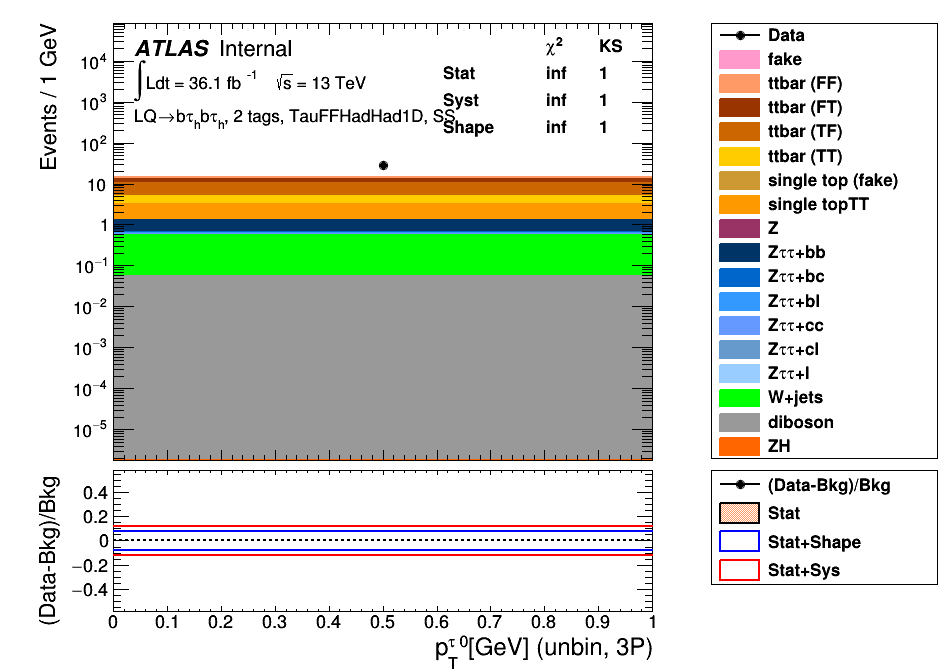 Events / 1 GeV
10⁴
10³
10²
10
1
10⁻¹
10⁻²
10⁻³
10⁻⁴
10⁻⁵
ATLAS Internal
∫Ldt = 36.1 fb⁻¹ √s = 13 TeV
LQ→bτₕbτₕ, 2 tags, TauFFHadHad1D, SS
χ² KS
Stat inf 1
Syst inf 1
Shape inf 1
Data
fake
ttbar (FF)
ttbar (FT)
ttbar (TF)
ttbar (TT)
single top (fake)
single topTT
Z
Zττ+bb
Zττ+bc
Zττ+bl
Zττ+cc
Zττ+cl
Zττ+l
W+jets
diboson
ZH
(Data-Bkg)/Bkg
0.4
0.2
0
−0.2
−0.4
0 0.1 0.2 0.3 0.4 0.5 0.6 0.7 0.8 0.9 1
p_T^{τ 0}[GeV] (unbin, 3P)
(Data-Bkg)/Bkg
Stat
Stat+Shape
Stat+Sys